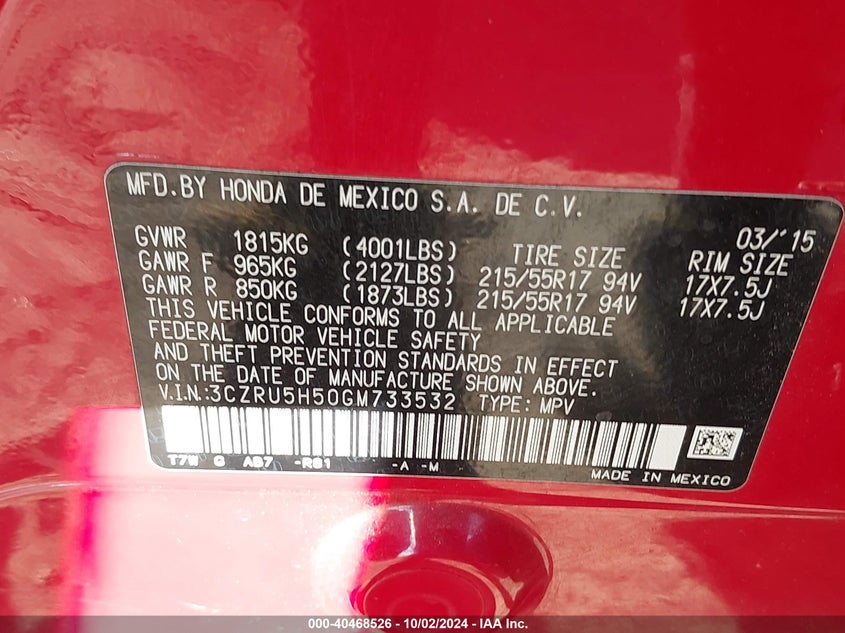 MFD.BY HONDA DE MEXICO S.A. DE C.V.
03/'15
GVWR 1815KG (4001LBS) TIRE SIZE RIM SIZE
GAWR F 965KG (2127LBS) 215/55R17 94V 17X7.5J
GAWR R 850KG (1873LBS) 215/55R17 94V 17X7.5J
THIS VEHICLE CONFORMS TO ALL APPLICABLE
FEDERAL MOTOR VEHICLE SAFETY
AND THEFT PREVENTION STANDARDS IN EFFECT
ON THE DATE OF MANUFACTURE SHOWN ABOVE.
V.I.N.:3CZRU5H50GM733532 TYPE: MPV
T7W G AB7 -R81 -A -M
MADE IN MEXICO
000-40468526 - 10/02/2024 - IAA Inc.